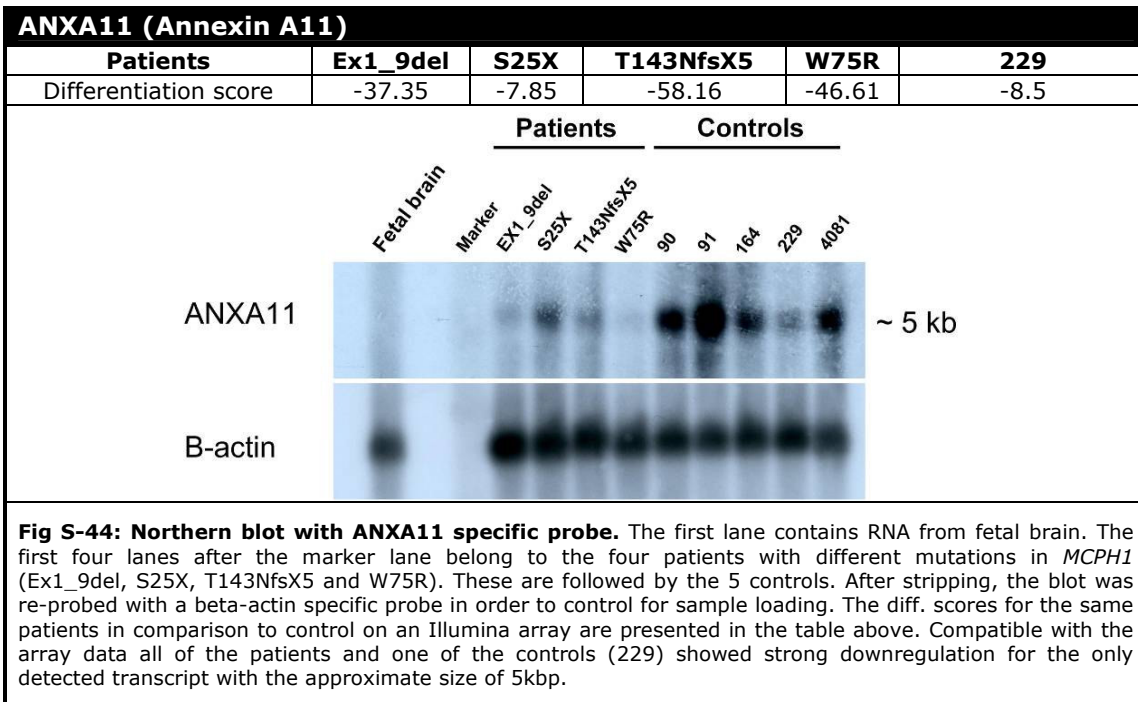 ANXA11 (Annexin A11)
Patients Ex1_9del S25X T143NfsX5 W75R 229
Differentiation score -37.35 -7.85 -58.16 -46.61 -8.5
Patients Controls
Fetal brain Marker EX1_9del S25X T143NfsX5 W75R 90 91 164 229 4081
ANXA11 ~ 5 kb
B-actin
Fig S-44: Northern blot with ANXA11 specific probe. The first lane contains RNA from fetal brain. The
first four lanes after the marker lane belong to the four patients with different mutations in MCPH1
(Ex1_9del, S25X, T143NfsX5 and W75R). These are followed by the 5 controls. After stripping, the blot was
re-probed with a beta-actin specific probe in order to control for sample loading. The diff. scores for the same
patients in comparison to control on an Illumina array are presented in the table above. Compatible with the
array data all of the patients and one of the controls (229) showed strong downregulation for the only
detected transcript with the approximate size of 5kbp.